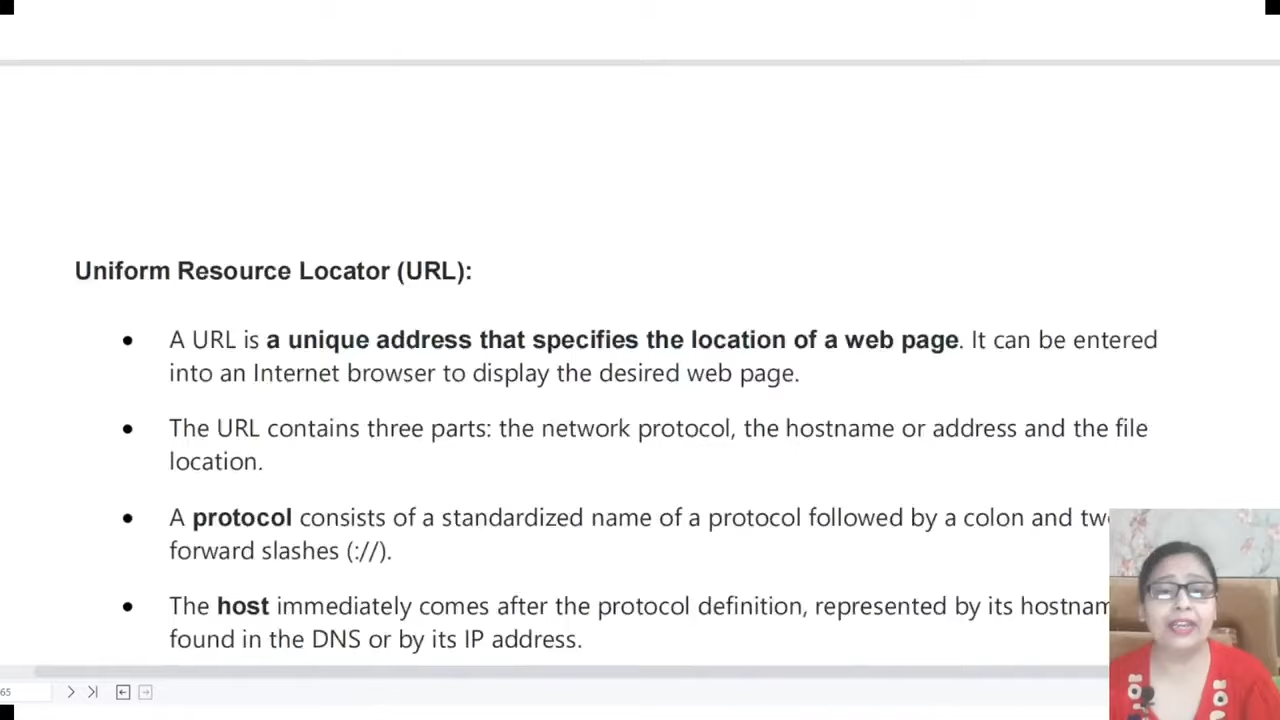 Uniform Resource Locator (URL):
• A URL is a unique address that specifies the location of a web page. It can be entered
into an Internet browser to display the desired web page.
• The URL contains three parts: the network protocol, the hostname or address and the file
location.
• A protocol consists of a standardized name of a protocol followed by a colon and
forward slashes (://).
• The host immediately comes after the protocol definition, represented by its
found in the DNS or by its IP address.
65